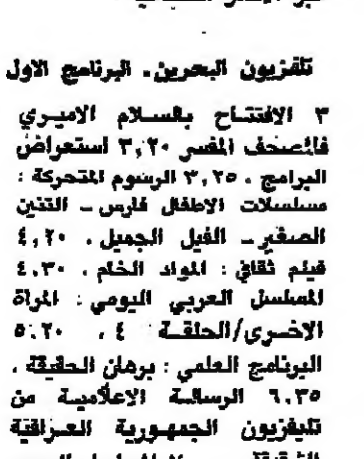 تلفزيون البحرين - البرنامج الاول
٣ الافتتاح بالسلام الاميري
فالمصحف المفسر ٣,٢٠ استعراض
البرامج . ٣,٢٥ الرسوم المتحركة :
مسلسلات الاطفال فارس - التنين
الصغير - الفيل الجميل . ٤,٢٠
فيلم ثقافي : المواد الخام . ٤,٣٠
المسلسل العربي اليومي : المرأة
الاخرى/الحلقة ٤ . ٥,٢٠
البرنامج العلمي : برهان الحقيقة .
٦,٣٥ الرسالة الاعلامية من
تليفزيون الجمهورية العراقية